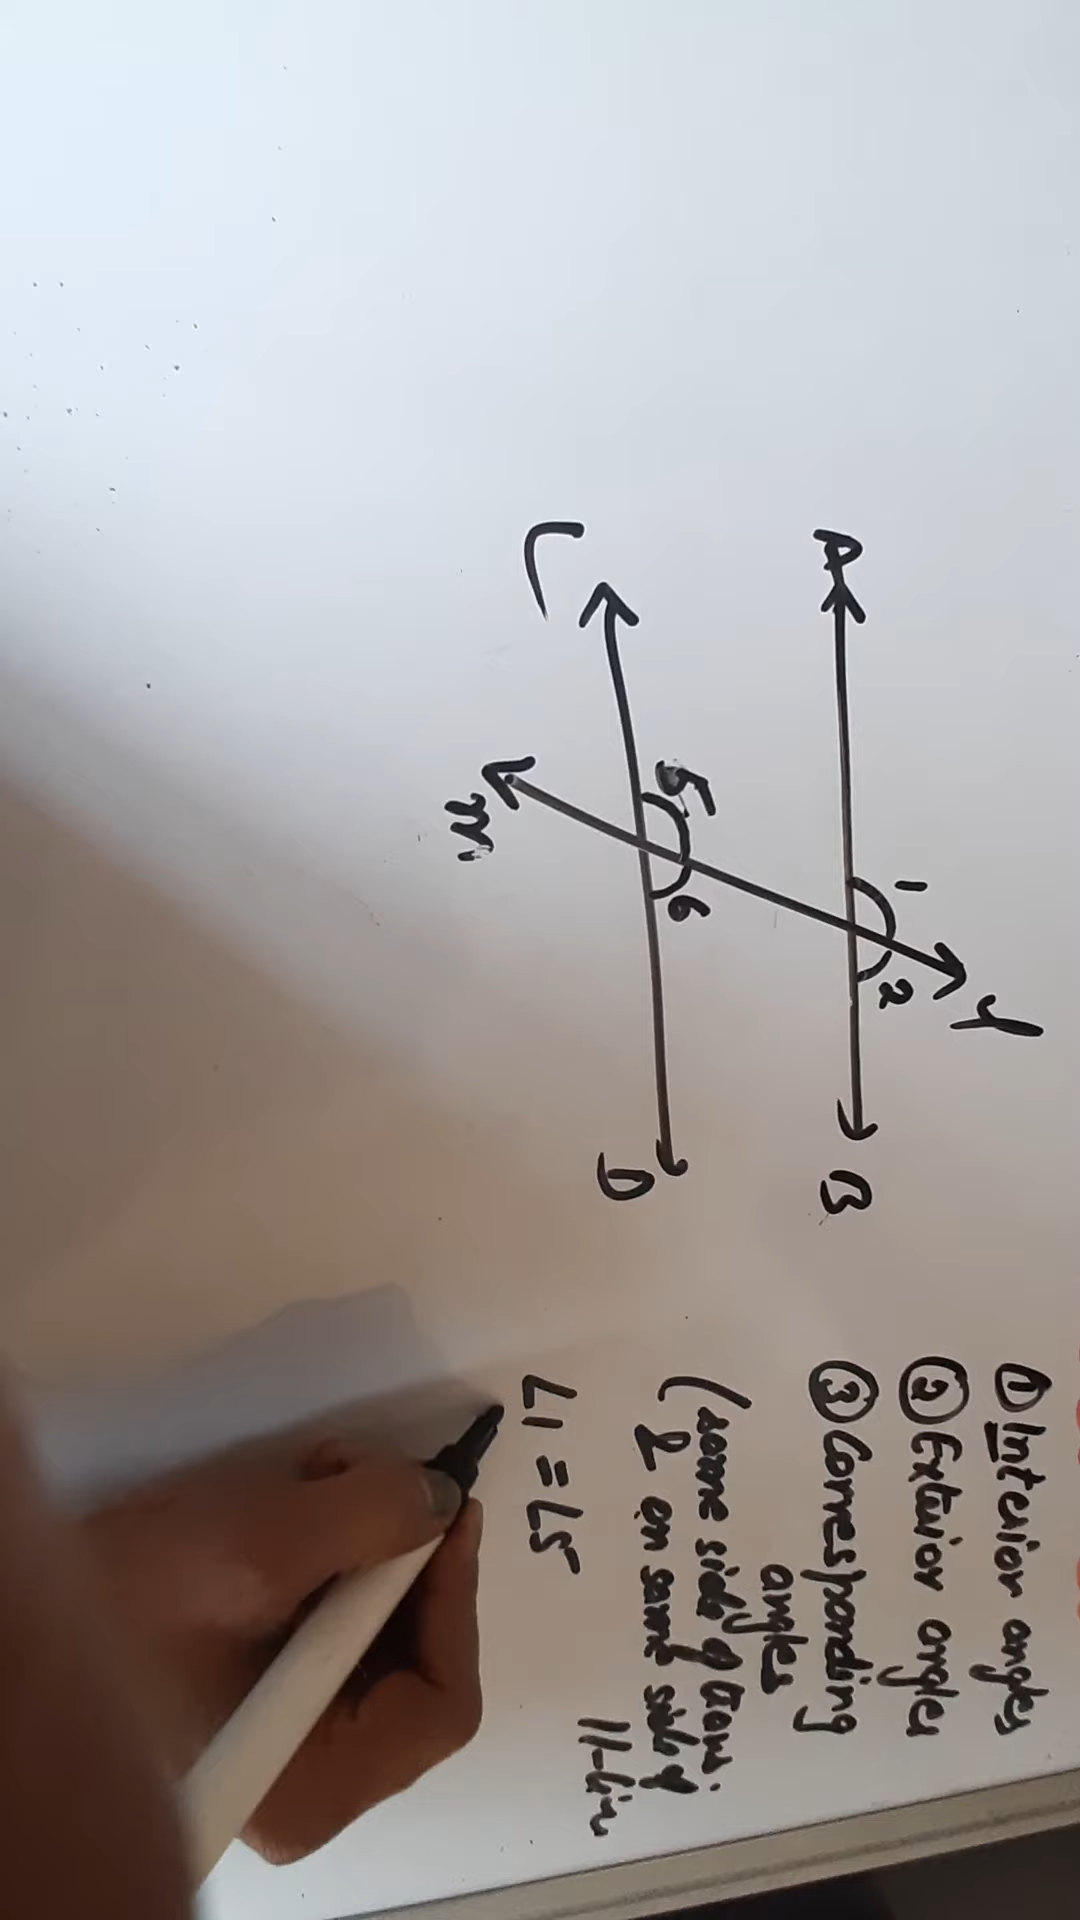 ① Interior angles
② Exterior angles
③ Corresponding
angles
(same side of trans.
& on same side of
11-lin
∠1 = ∠5
A
B
1
2
5
6
D
m